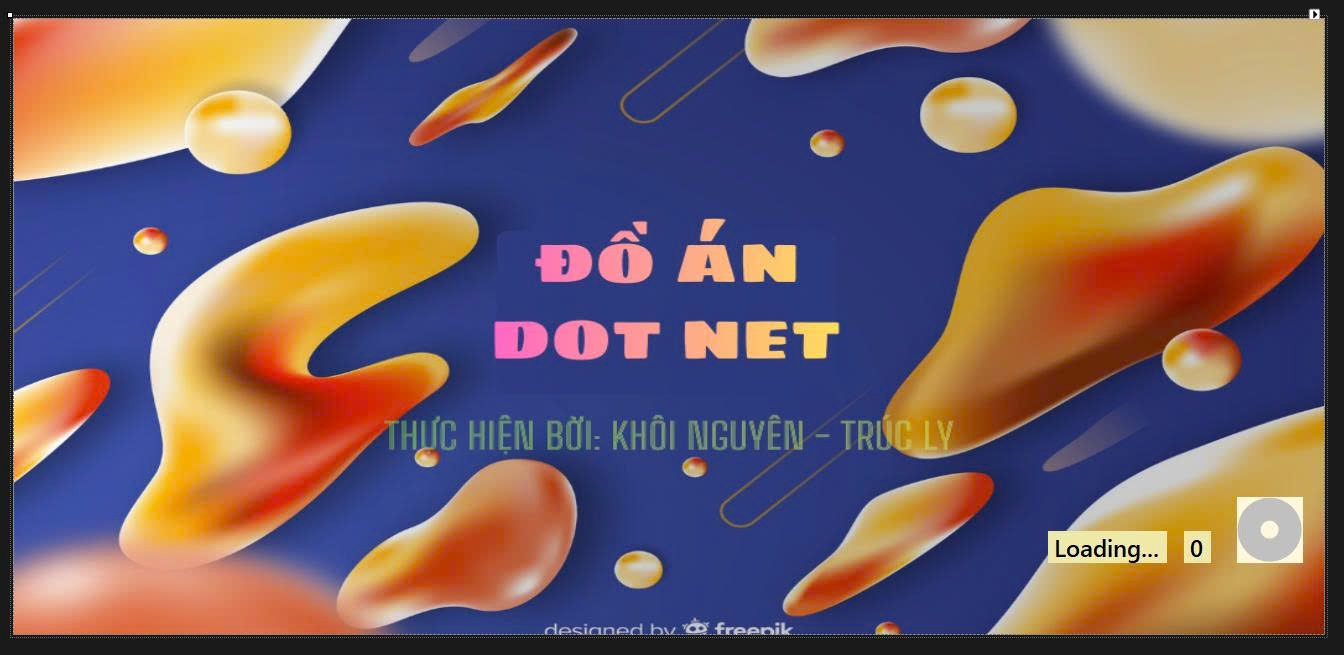 ĐỒ ÁN
DOT NET
THỰC HIỆN BỞI: KHÔI NGUYÊN - TRÚC LY
Loading... 0
designed by freepik